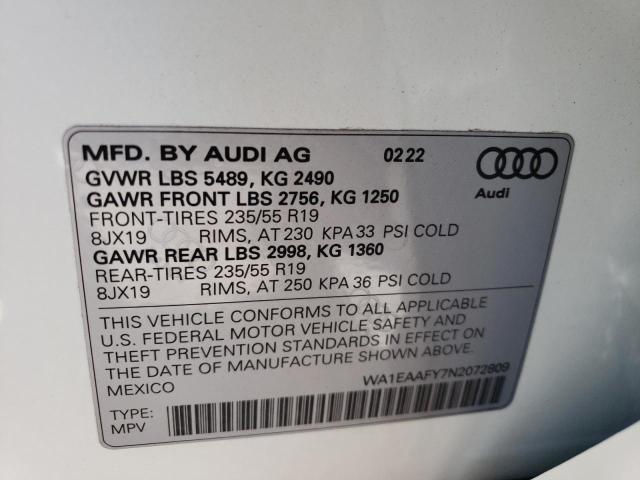 MFD. BY AUDI AG 02 22
GVWR LBS 5489, KG 2490
GAWR FRONT LBS 2756, KG 1250
FRONT-TIRES 235/55 R19
8JX19 RIMS, AT 230 KPA 33 PSI COLD
GAWR REAR LBS 2998, KG 1360
REAR-TIRES 235/55 R19
8JX19 RIMS, AT 250 KPA 36 PSI COLD
Audi
THIS VEHICLE CONFORMS TO ALL APPLICABLE
U.S. FEDERAL MOTOR VEHICLE SAFETY AND
THEFT PREVENTION STANDARDS IN EFFECT ON
THE DATE OF MANUFACTURE SHOWN ABOVE.
MEXICO
WA1EAAFY7N2072809
TYPE:
MPV